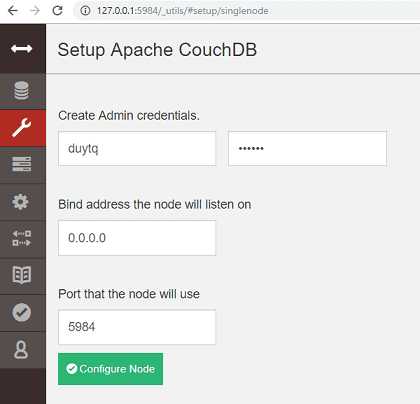 127.0.0.1:5984/_utils/#setup/singlenode
Setup Apache CouchDB
Create Admin credentials.
duytq ••••••
Bind address the node will listen on
0.0.0.0
Port that the node will use
5984
Configure Node